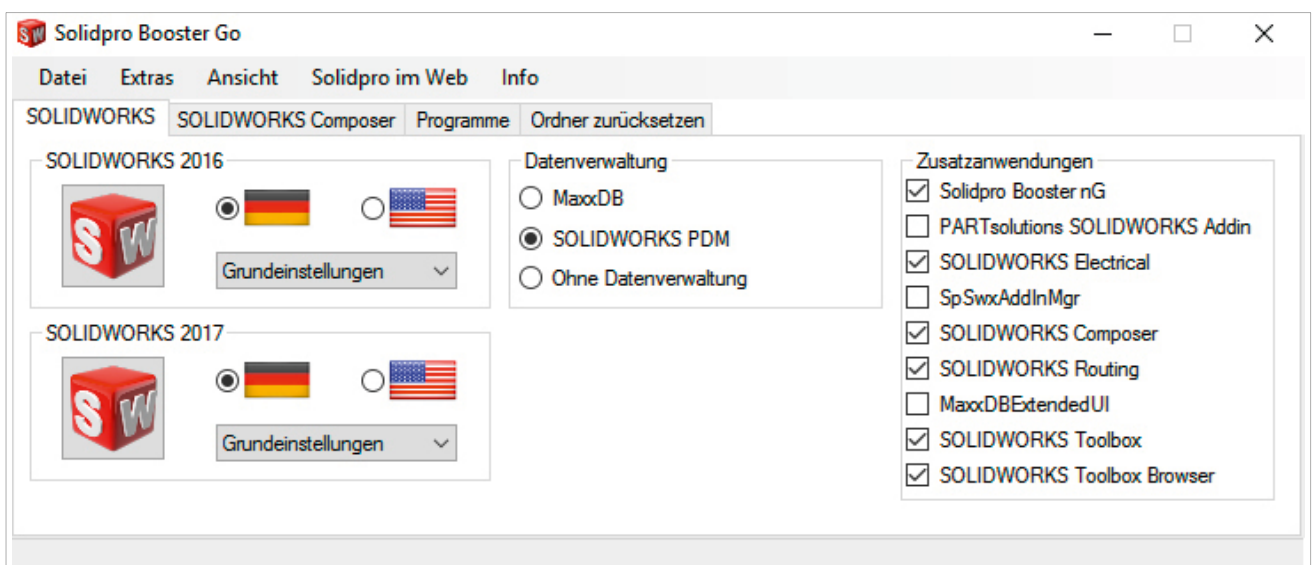 Solidpro Booster Go
Datei Extras Ansicht Solidpro im Web Info
SOLIDWORKS SOLIDWORKS Composer Programme Ordner zurücksetzen
SOLIDWORKS 2016
SW
Grundeinstellungen
SOLIDWORKS 2017
SW
Grundeinstellungen
Datenverwaltung
MaxxDB
SOLIDWORKS PDM
Ohne Datenverwaltung
Zusatzanwendungen
Solidpro Booster nG
PARTsolutions SOLIDWORKS Addin
SOLIDWORKS Electrical
SpSwxAddInMgr
SOLIDWORKS Composer
SOLIDWORKS Routing
MaxxDBExtendedUI
SOLIDWORKS Toolbox
SOLIDWORKS Toolbox Browser